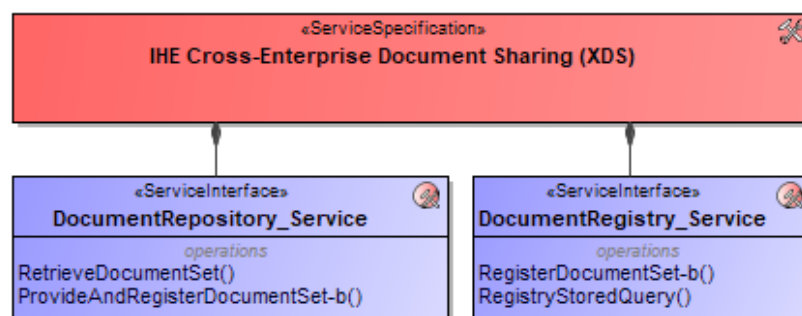 «ServiceSpecification»
IHE Cross-Enterprise Document Sharing (XDS)
«ServiceInterface»
DocumentRepository_Service
operations
RetrieveDocumentSet()
ProvideAndRegisterDocumentSet-b()
«ServiceInterface»
DocumentRegistry_Service
operations
RegisterDocumentSet-b()
RegistryStoredQuery()